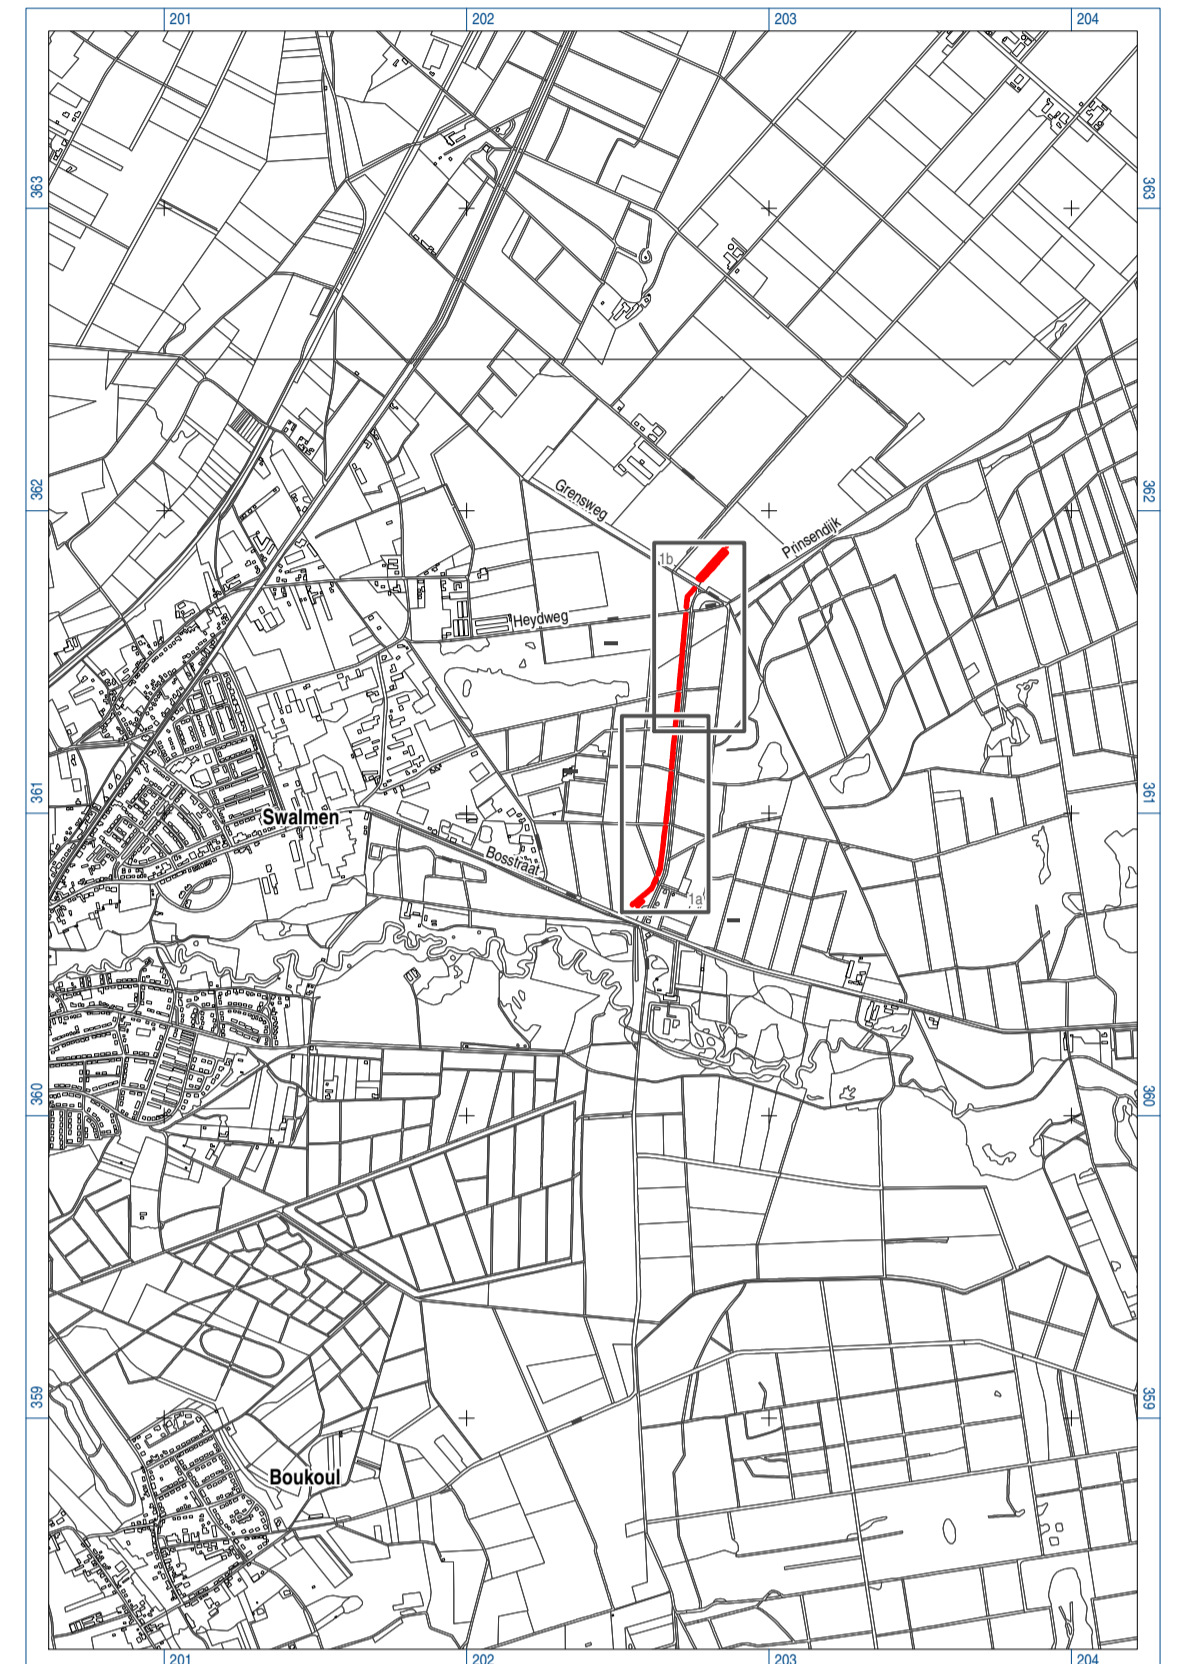 201 202 203 204
363 363
362 362
Grensweg
Prinsendijk
1b
Heydweg
361 361
Swalmen
Bosstraat
1a
360 360
359 359
Boukoul
201 202 203 204